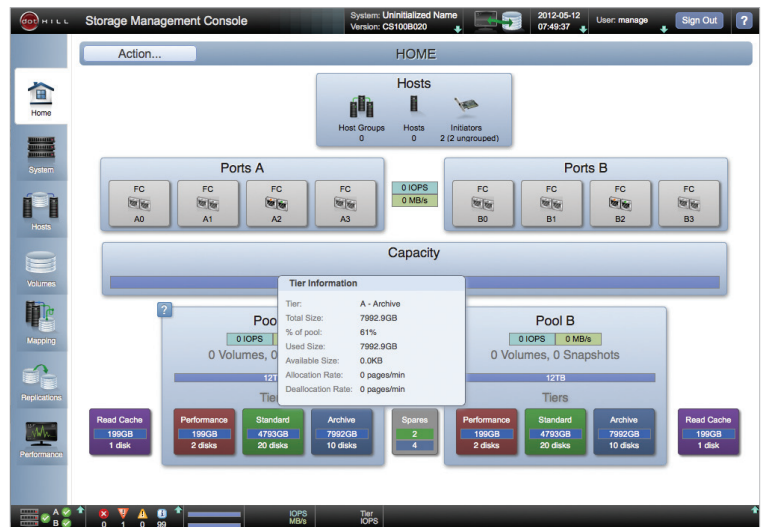 dot HILL
Storage Management Console
System: Uninitialized Name
Version: CS100B020
2012-05-12
07:49:37
User: manage
Sign Out
?
Action...
HOME
Home
System
Hosts
Volumes
Mapping
Replications
Performance
Hosts
Host Groups
0
Hosts
0
Initiators
2 (2 ungrouped)
Ports A
FC
A0
FC
A1
FC
A2
FC
A3
0 IOPS
0 MB/s
Ports B
FC
B0
FC
B1
FC
B2
FC
B3
Capacity
Tier Information
Tier: A - Archive
Total Size: 7992.9GB
% of pool: 61%
Used Size: 7992.9GB
Available Size: 0.0KB
Allocation Rate: 0 pages/min
Deallocation Rate: 0 pages/min
?
Poo
0 IOPS
0 Volumes, 0
12T
Tie
Read Cache
199GB
1 disk
Performance
199GB
2 disks
Standard
4793GB
20 disks
Archive
7992GB
10 disks
Spares
2
4
Pool B
0 IOPS
0 MB/s
0 Volumes, 0 Snapshots
12TB
Tiers
Performance
199GB
2 disks
Standard
4793GB
20 disks
Archive
7992GB
10 disks
Read Cache
199GB
1 disk
A
B
0 1 0 99
IOPS
MB/s
Tier
IOPS